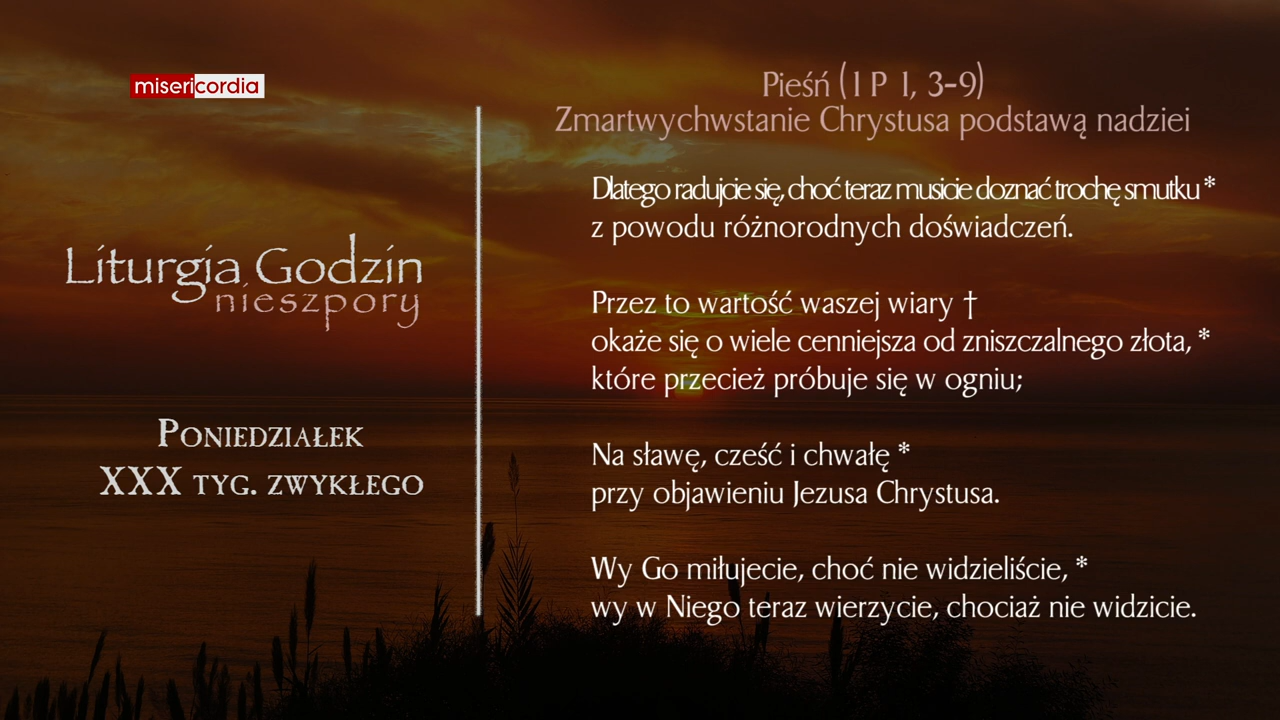 misericordia
Liturgia Godzin
nieszpory
Poniedziałek
XXX tyg. zwykłego
Pieśń (1 P 1, 3-9)
Zmartwychwstanie Chrystusa podstawą nadziei
Dlatego radujcie się, choć teraz musicie doznać trochę smutku *
z powodu różnorodnych doświadczeń.
Przez to wartość waszej wiary †
okaże się o wiele cenniejsza od zniszczalnego złota, *
które przecież próbuje się w ogniu;
Na sławę, cześć i chwałę *
przy objawieniu Jezusa Chrystusa.
Wy Go miłujecie, choć nie widzieliście, *
wy w Niego teraz wierzycie, chociaż nie widzicie.